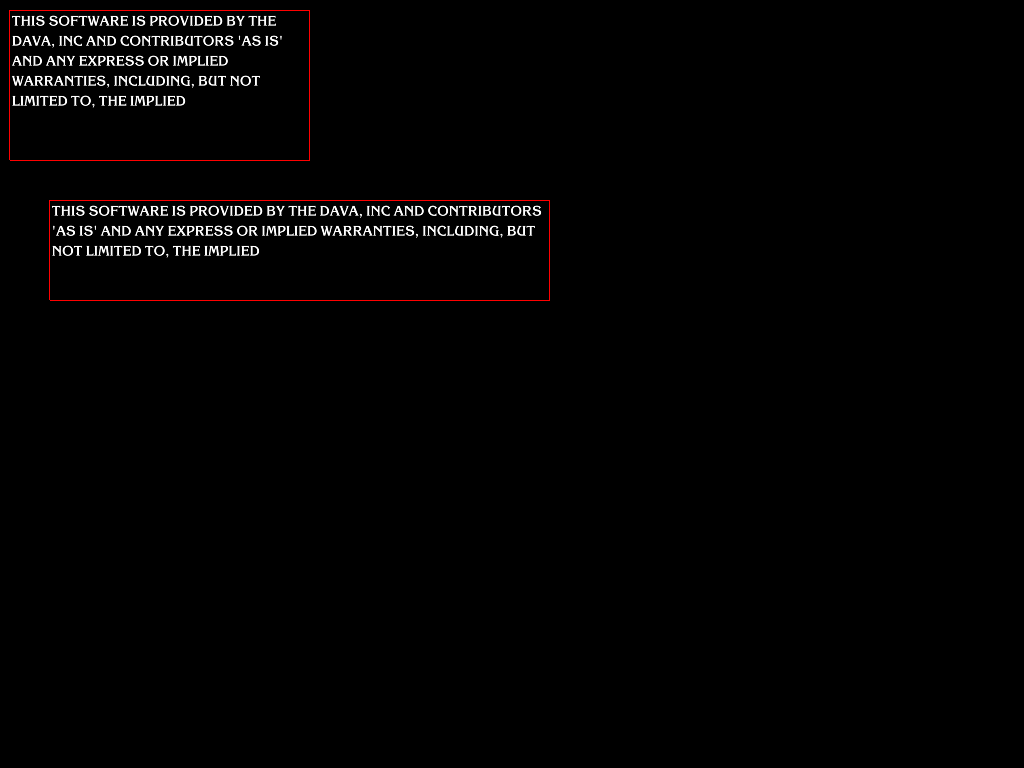 THIS SOFTWARE IS PROVIDED BY THE
DAVA, INC AND CONTRIBUTORS 'AS IS'
AND ANY EXPRESS OR IMPLIED
WARRANTIES, INCLUDING, BUT NOT
LIMITED TO, THE IMPLIED
THIS SOFTWARE IS PROVIDED BY THE DAVA, INC AND CONTRIBUTORS
'AS IS' AND ANY EXPRESS OR IMPLIED WARRANTIES, INCLUDING, BUT
NOT LIMITED TO, THE IMPLIED